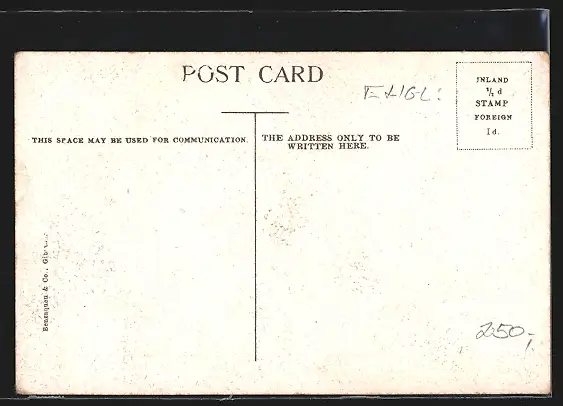 POST CARD
INLAND
½ d
STAMP
FOREIGN
1d.
THIS SPACE MAY BE USED FOR COMMUNICATION.
THE ADDRESS ONLY TO BE
WRITTEN HERE.
& Co., 
250,-